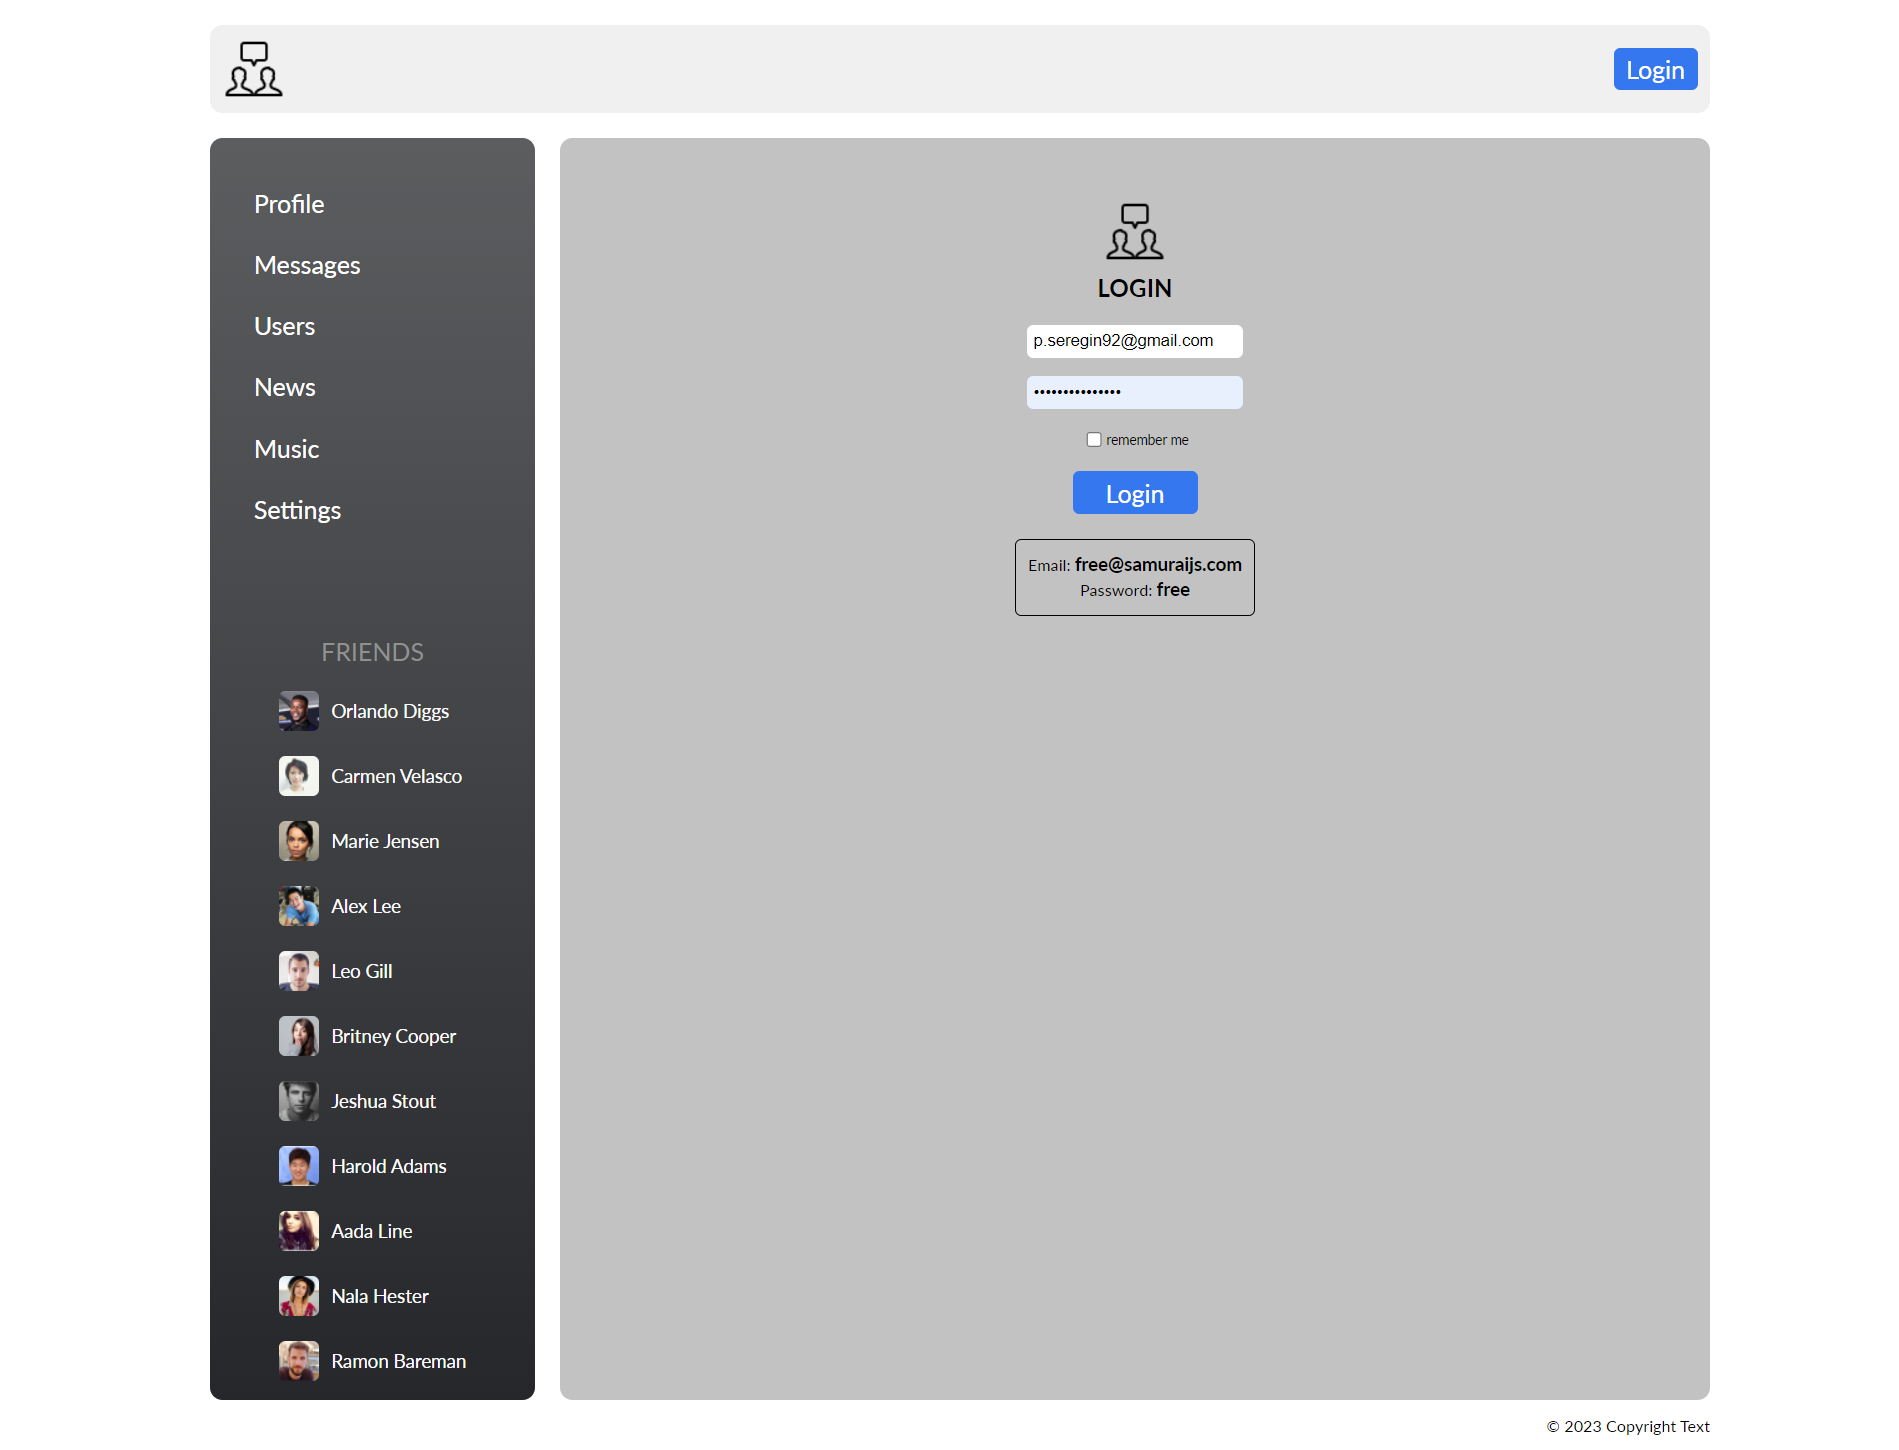 Login
Profile
Messages
Users
News
Music
Settings
FRIENDS
Orlando Diggs
Carmen Velasco
Marie Jensen
Alex Lee
Leo Gill
Britney Cooper
Jeshua Stout
Harold Adams
Aada Line
Nala Hester
Ramon Bareman
LOGIN
p.seregin92@gmail.com
•••••••••••••••
remember me
Login
Email: free@samuraijs.com
Password: free
© 2023 Copyright Text